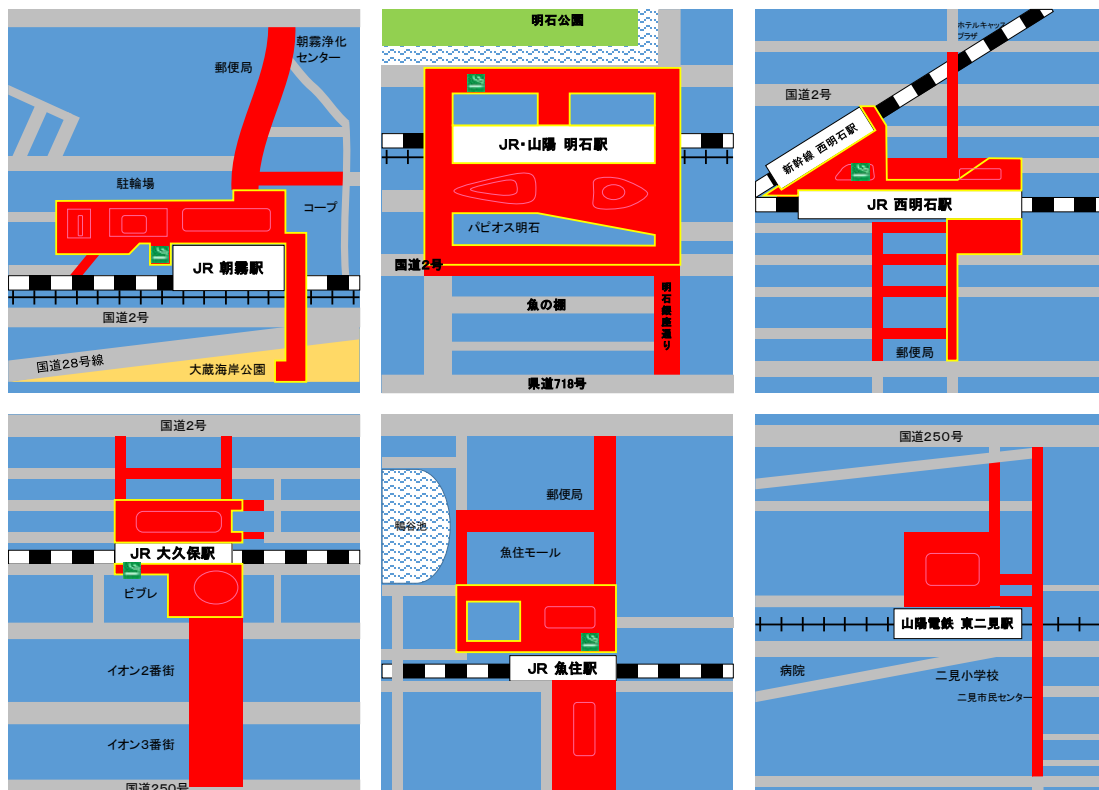 朝霧浄化
センター
郵便局
駐輪場
コープ
JR 朝霧駅
国道2号
国道28号線
大蔵海岸公園
明石公園
JR・山陽 明石駅
パピオス明石
国道2号
魚の棚
明石銀座通り
県道718号
ホテルキャッスル
プラザ
国道2号
新幹線 西明石駅
JR 西明石駅
郵便局
国道2号
JR 大久保駅
ビブレ
イオン2番街
イオン3番街
国道250号
郵便局
鴨谷池
魚住モール
JR 魚住駅
国道250号
山陽電鉄 東二見駅
病院
二見小学校
二見市民センター